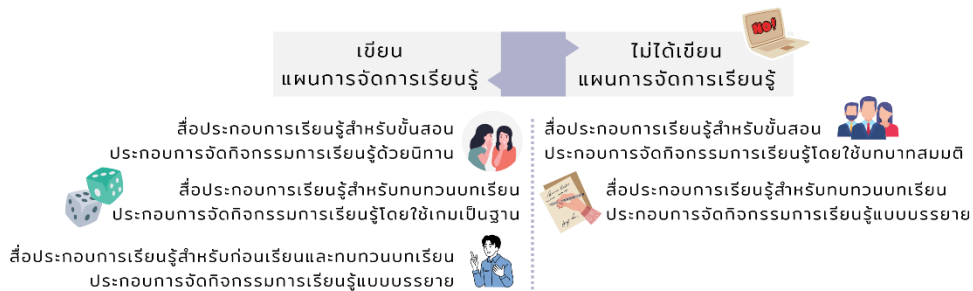 เขียน
แผนการจัดการเรียนรู้
ไม่ได้เขียน
แผนการจัดการเรียนรู้
NO!
สื่อประกอบการเรียนรู้สำหรับขั้นสอน
ประกอบการจัดกิจกรรมการเรียนรู้ด้วยนิทาน
สื่อประกอบการเรียนรู้สำหรับทบทวนบทเรียน
ประกอบการจัดกิจกรรมการเรียนรู้โดยใช้เกมเป็นฐาน
สื่อประกอบการเรียนรู้สำหรับก่อนเรียนและทบทวนบทเรียน
ประกอบการจัดกิจกรรมการเรียนรู้แบบบรรยาย
สื่อประกอบการเรียนรู้สำหรับขั้นสอน
ประกอบการจัดกิจกรรมการเรียนรู้โดยใช้บทบาทสมมติ
สื่อประกอบการเรียนรู้สำหรับทบทวนบทเรียน
ประกอบการจัดกิจกรรมการเรียนรู้แบบบรรยาย